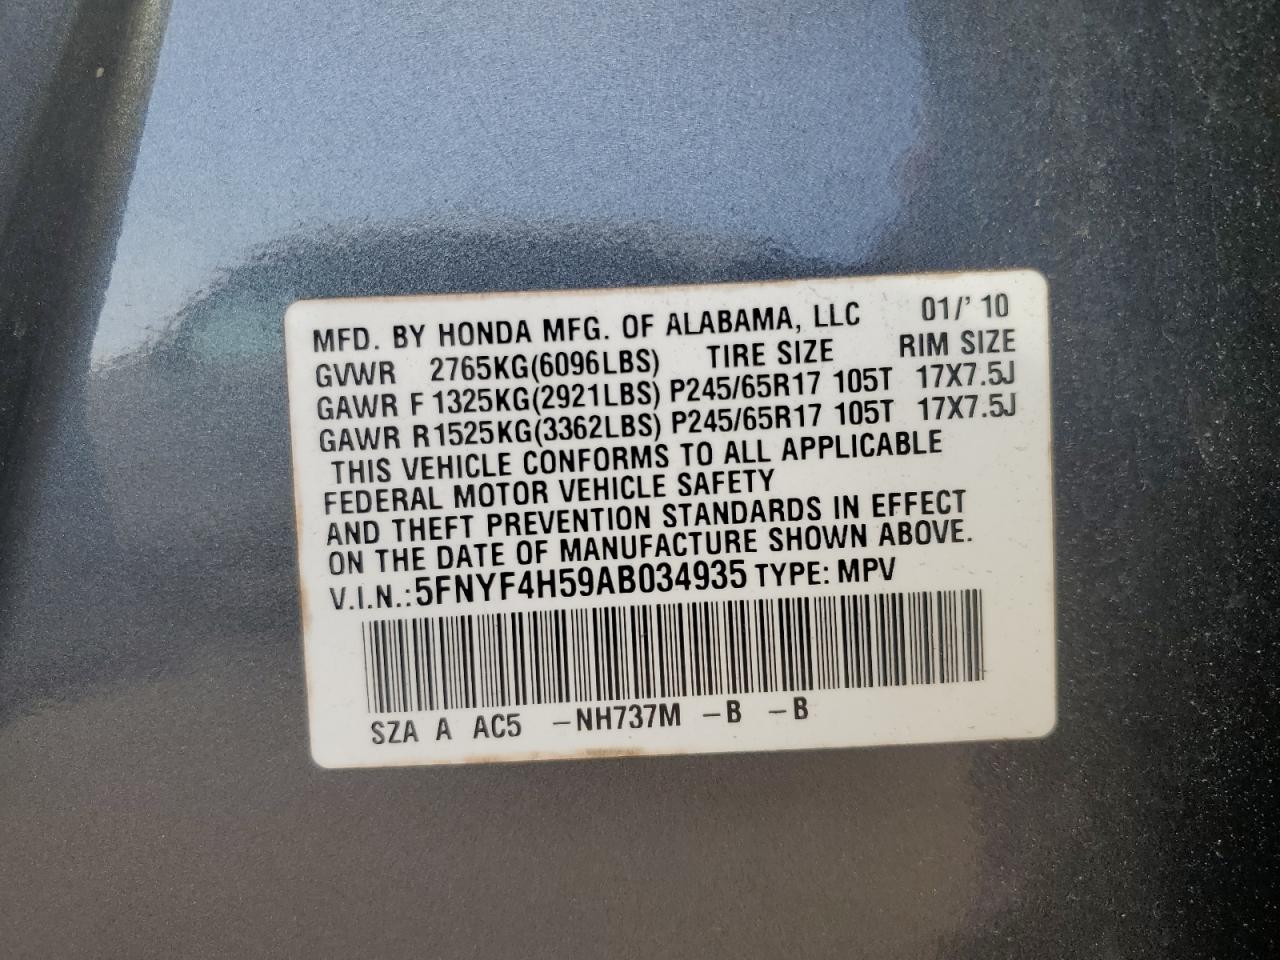 MFD. BY HONDA MFG. OF ALABAMA, LLC 01/' 10
GVWR 2765KG(6096LBS) TIRE SIZE RIM SIZE
GAWR F 1325KG(2921LBS) P245/65R17 105T 17X7.5J
GAWR R1525KG(3362LBS) P245/65R17 105T 17X7.5J
THIS VEHICLE CONFORMS TO ALL APPLICABLE
FEDERAL MOTOR VEHICLE SAFETY
AND THEFT PREVENTION STANDARDS IN EFFECT
ON THE DATE OF MANUFACTURE SHOWN ABOVE.
V.I.N.:5FNYF4H59AB034935 TYPE: MPV
SZA A AC5 -NH737M -B -B